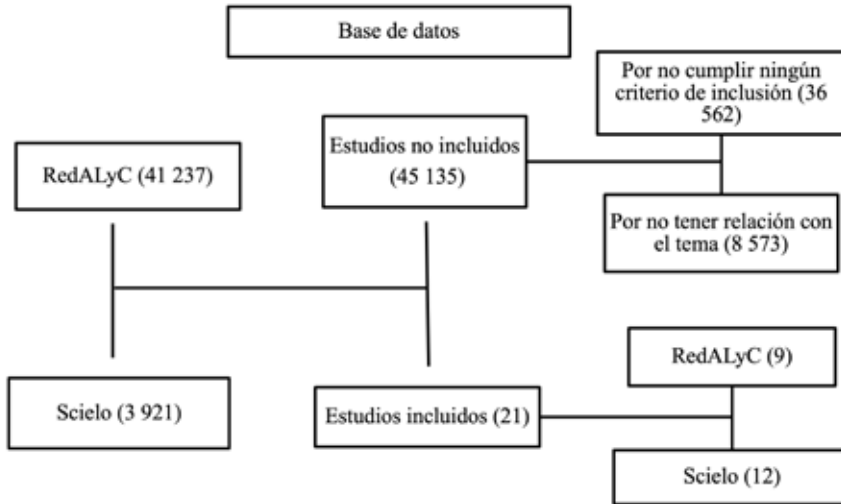 Base de datos
Por no cumplir ningún
criterio de inclusión (36
562)
Estudios no incluidos
(45 135)
RedALyC (41 237)
Por no tener relación con
el tema (8 573)
RedALyC (9)
Scielo (3 921)
Estudios incluidos (21)
Scielo (12)